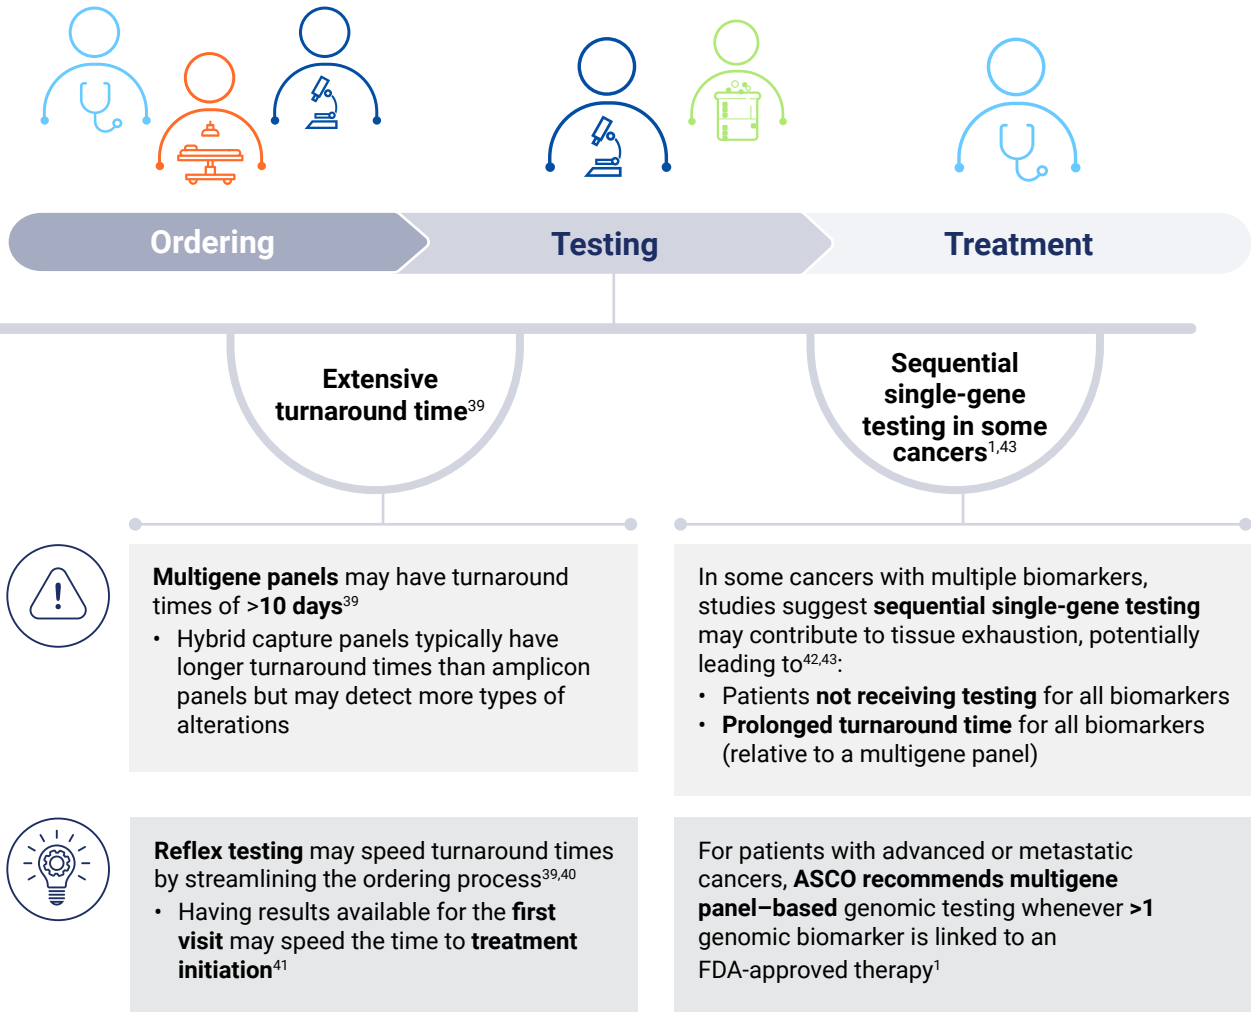 Ordering
Testing
Treatment
Extensive
turnaround time39
Sequential
single-gene
testing in some
cancers1,43
Multigene panels may have turnaround
times of >10 days39
• Hybrid capture panels typically have
longer turnaround times than amplicon
panels but may detect more types of
alterations
In some cancers with multiple biomarkers,
studies suggest sequential single-gene testing
may contribute to tissue exhaustion, potentially
leading to42,43:
• Patients not receiving testing for all biomarkers
• Prolonged turnaround time for all biomarkers
(relative to a multigene panel)
Reflex testing may speed turnaround times
by streamlining the ordering process39,40
• Having results available for the first
visit may speed the time to treatment
initiation41
For patients with advanced or metastatic
cancers, ASCO recommends multigene
panel–based genomic testing whenever >1
genomic biomarker is linked to an
FDA-approved therapy1